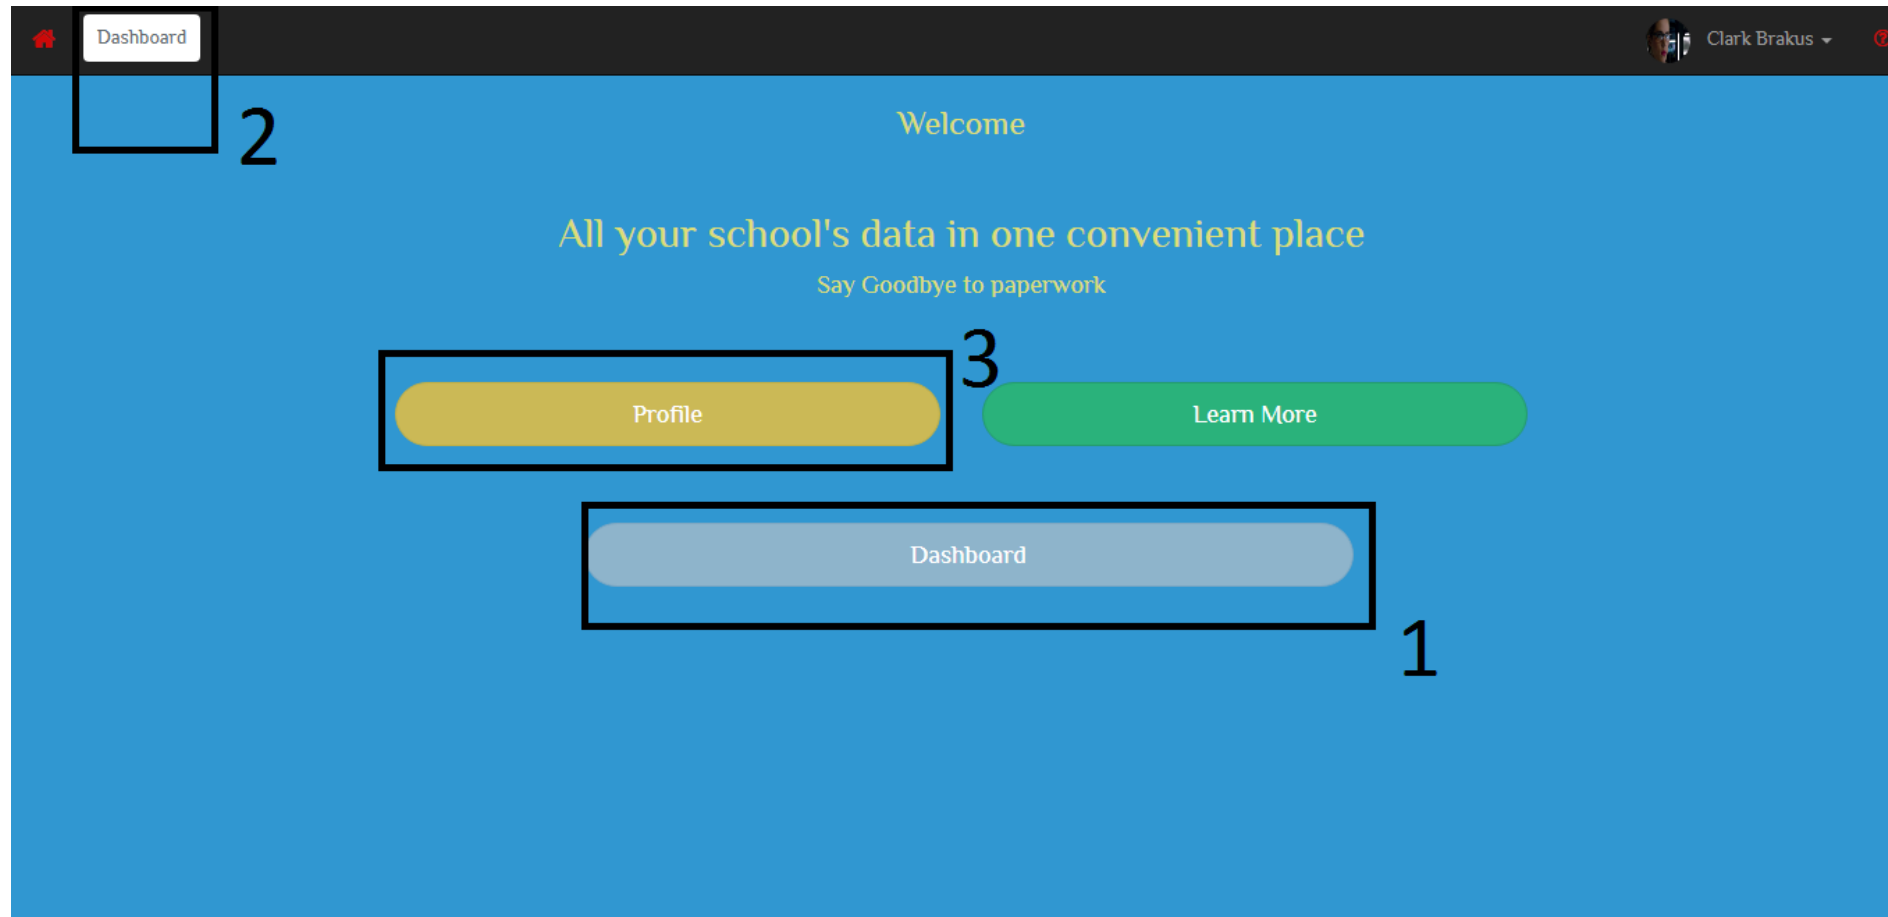 Dashboard
Clark Brakus
2
Welcome
All your school's data in one convenient place
Say Goodbye to paperwork
3
Profile
Learn More
Dashboard
1